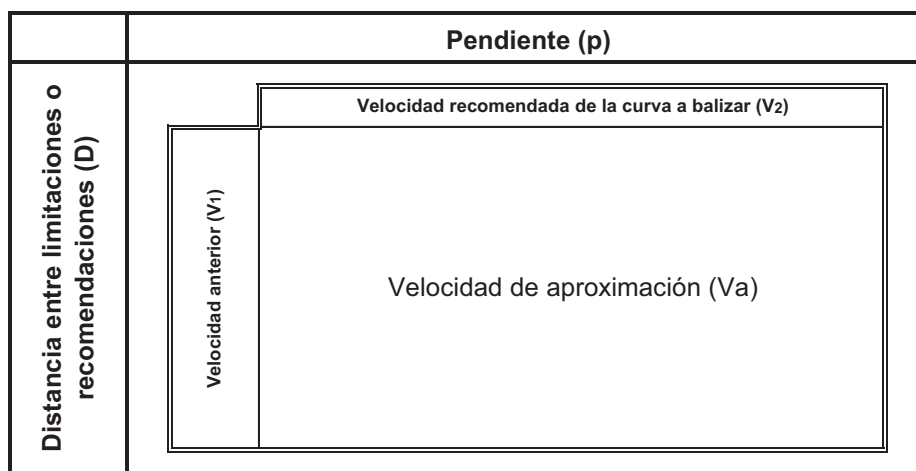 Pendiente (p)
Distancia entre limitaciones o
recomendaciones (D)
Velocidad recomendada de la curva a balizar (V2)
Velocidad anterior (V1)
Velocidad de aproximación (Va)